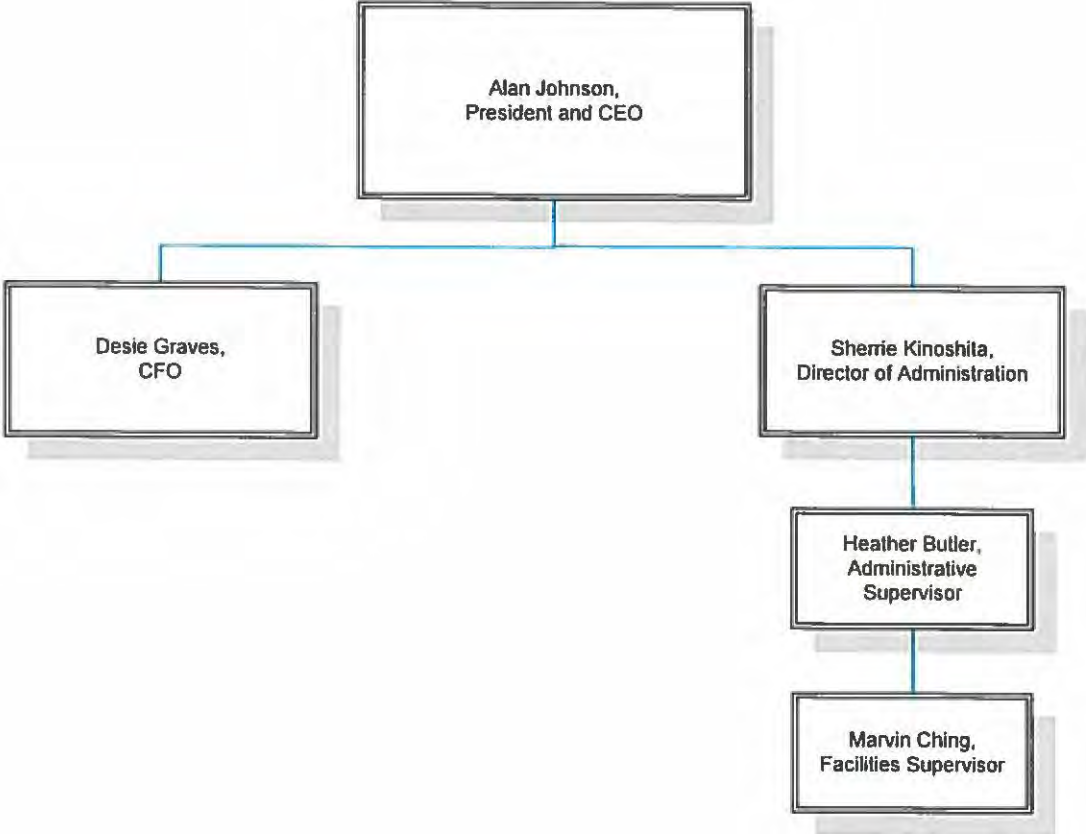 Alan Johnson,
President and CEO
Desie Graves,
CFO
Sherrie Kinoshita,
Director of Administration
Heather Butler,
Administrative
Supervisor
Marvin Ching,
Facilities Supervisor